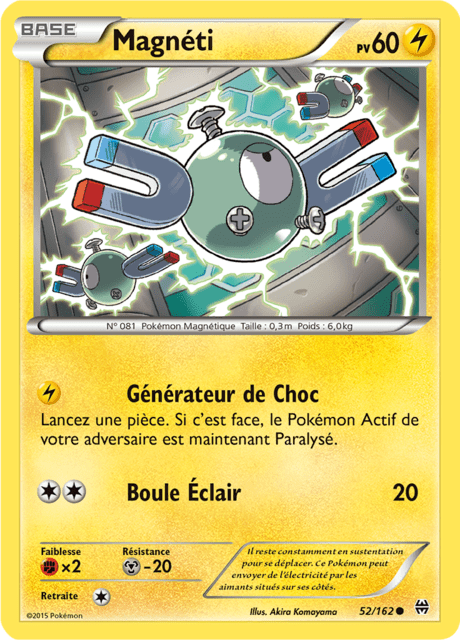 BASE
Magnéti
PV60
N° 081 Pokémon Magnétique Taille : 0,3m Poids : 6,0kg
Générateur de Choc
Lancez une pièce. Si c'est face, le Pokémon Actif de
votre adversaire est maintenant Paralysé.
Boule Éclair 20
Faiblesse Résistance
×2 -20
Retraite
Il reste constamment en sustentation
pour se déplacer. Ce Pokémon peut
envoyer de l'électricité par les
aimants situés sur ses côtés.
©2015 Pokémon Illus. Akira Komayama 52/162